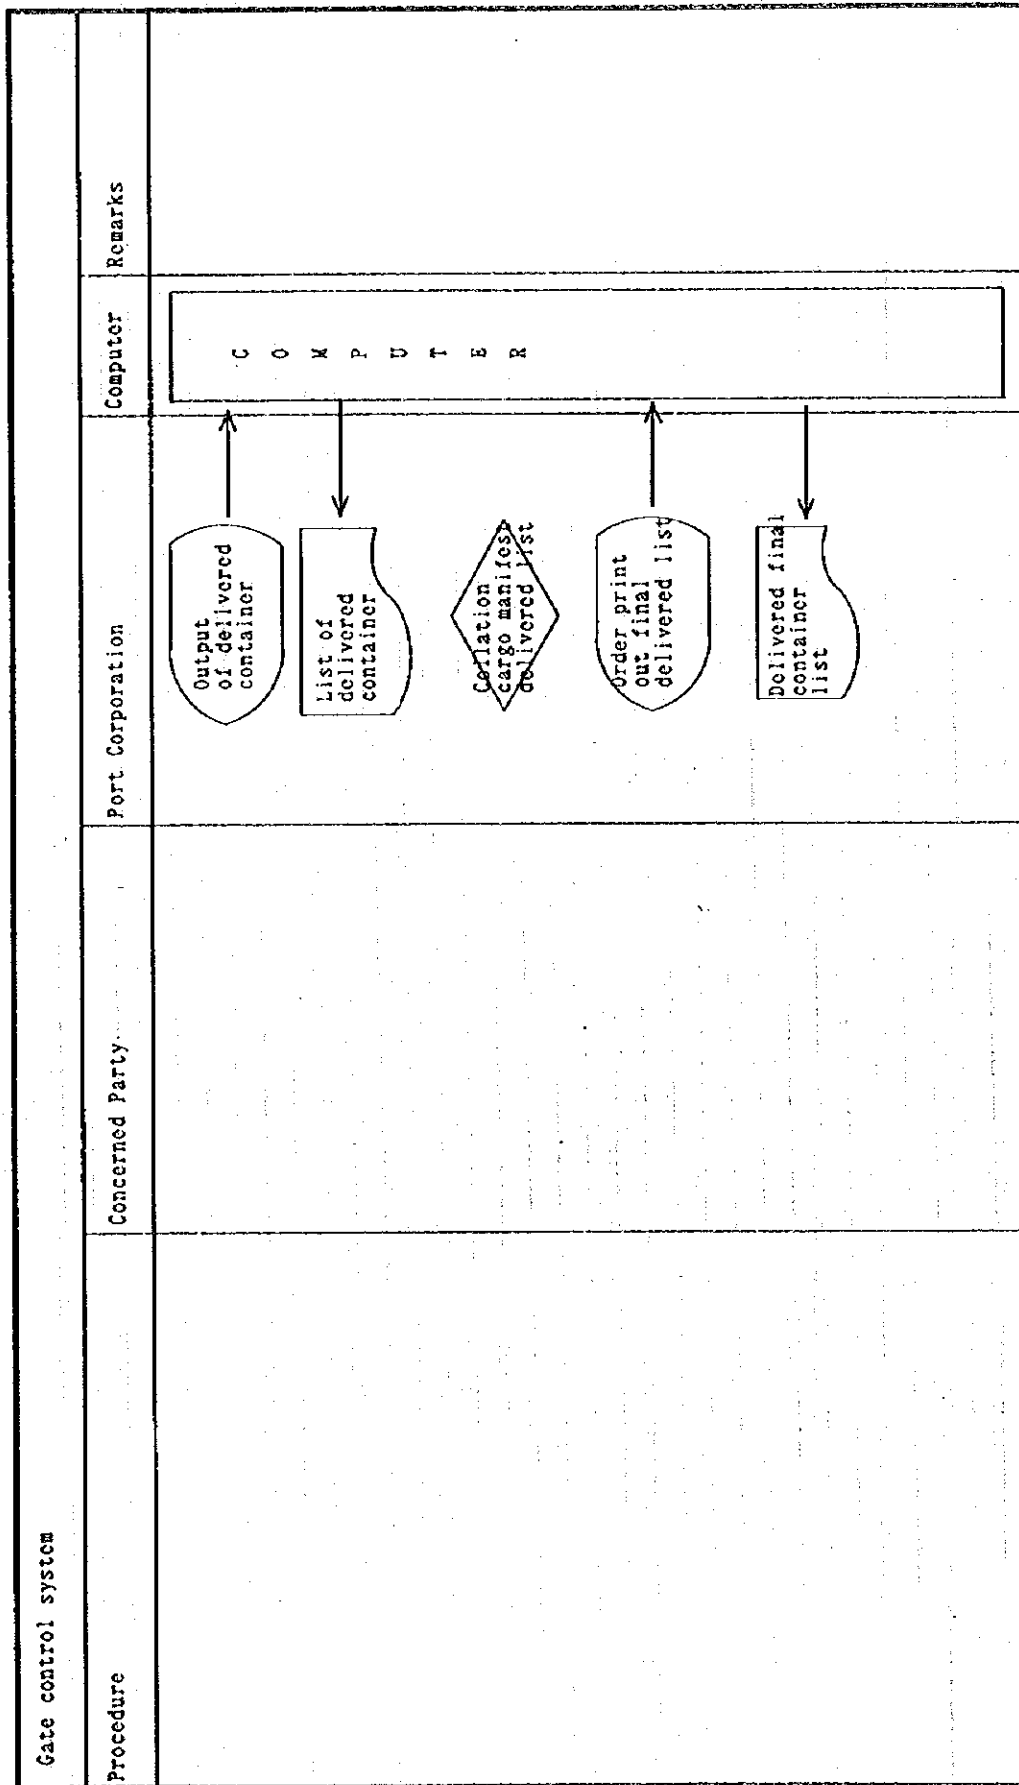 Gate control system
Procedure
Concerned Party
Port Corporation
Computer
Remarks
Output
of delivered
container
C
O
M
P
U
T
E
R
List of
delivered
container
Collation
cargo manifest
delivered list
Order print
out final
delivered list
Delivered final
container
list